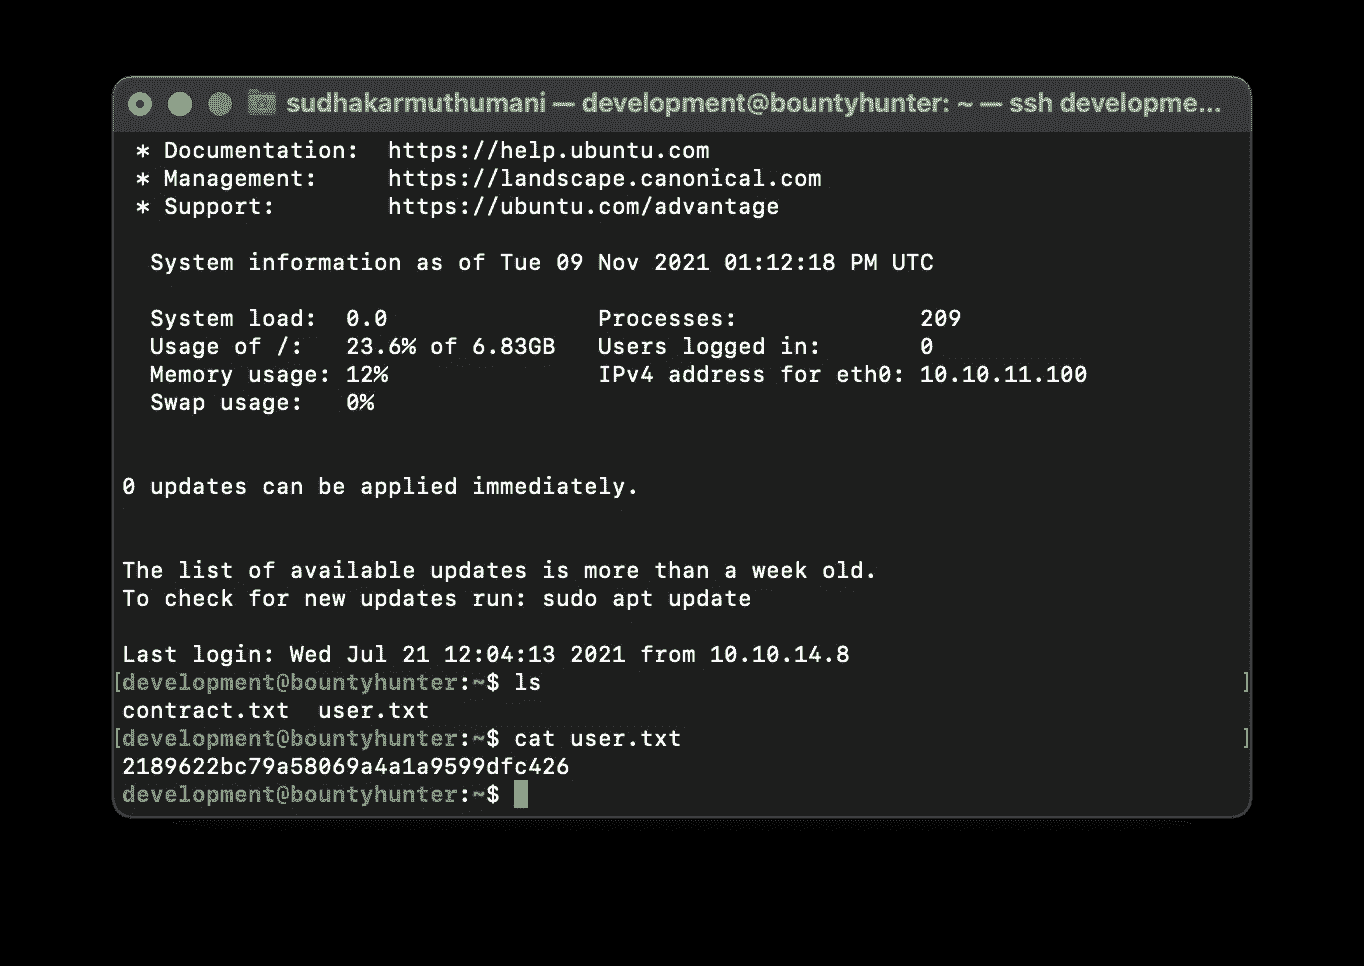 sudhakarmuthumani — development@bountyhunter: ~ — ssh developme...
* Documentation:  https://help.ubuntu.com
* Management:     https://landscape.canonical.com
* Support:        https://ubuntu.com/advantage
System information as of Tue 09 Nov 2021 01:12:18 PM UTC
System load:  0.0               Processes:             209
Usage of /:   23.6% of 6.83GB   Users logged in:       0
Memory usage: 12%               IPv4 address for eth0: 10.10.11.100
Swap usage:   0%
0 updates can be applied immediately.
The list of available updates is more than a week old.
To check for new updates run: sudo apt update
Last login: Wed Jul 21 12:04:13 2021 from 10.10.14.8
[development@bountyhunter:~$ ls ]
contract.txt  user.txt
[development@bountyhunter:~$ cat user.txt ]
2189622bc79a58069a4a1a9599dfc426
development@bountyhunter:~$